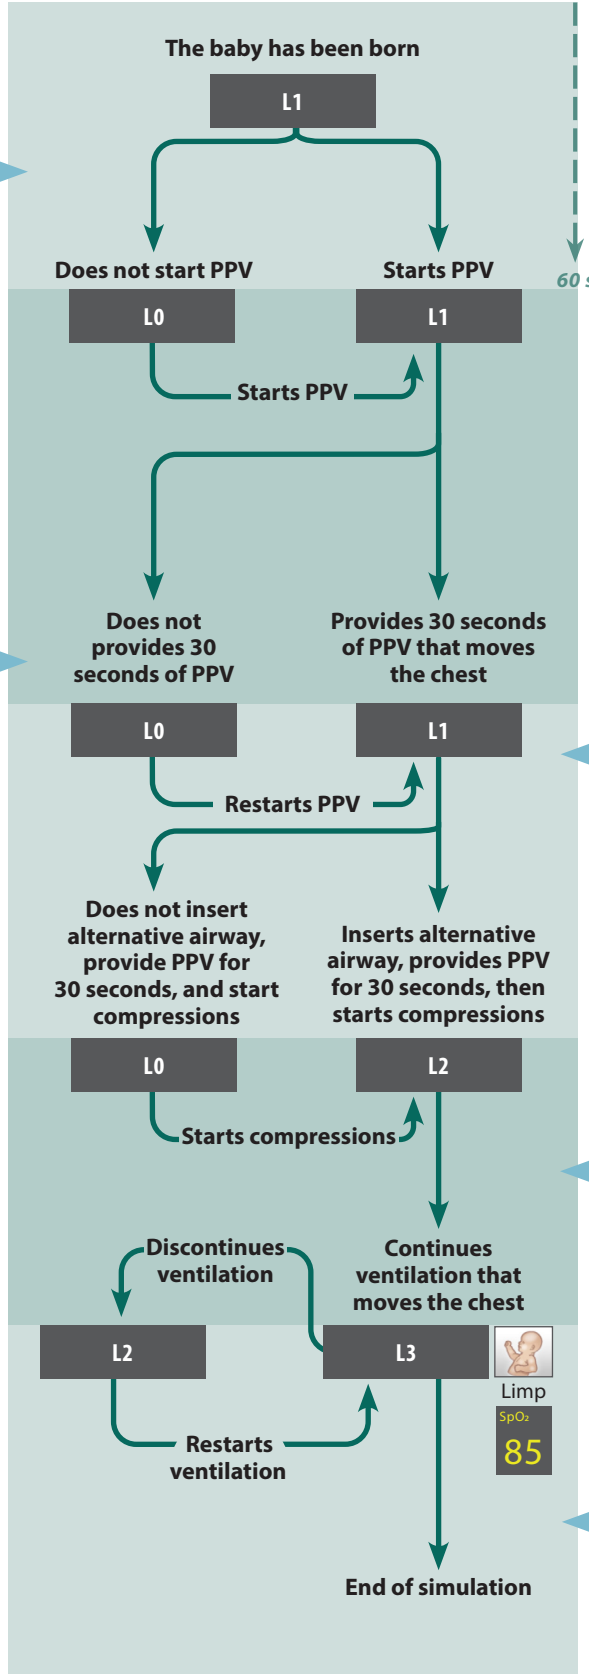 The baby has been born
L1
60 s
Does not start PPV
Starts PPV
L0
L1
Starts PPV
Does not
provides 30
seconds of PPV
Provides 30 seconds
of PPV that moves
the chest
L0
L1
Restarts PPV
Does not insert
alternative airway,
provide PPV for
30 seconds, and start
compressions
Inserts alternative
airway, provides PPV
for 30 seconds, then
starts compressions
L0
L2
Starts compressions
Discontinues
ventilation
Continues
ventilation that
moves the chest
L2
L3
Limp
SpO₂
85
Restarts
ventilation
End of simulation